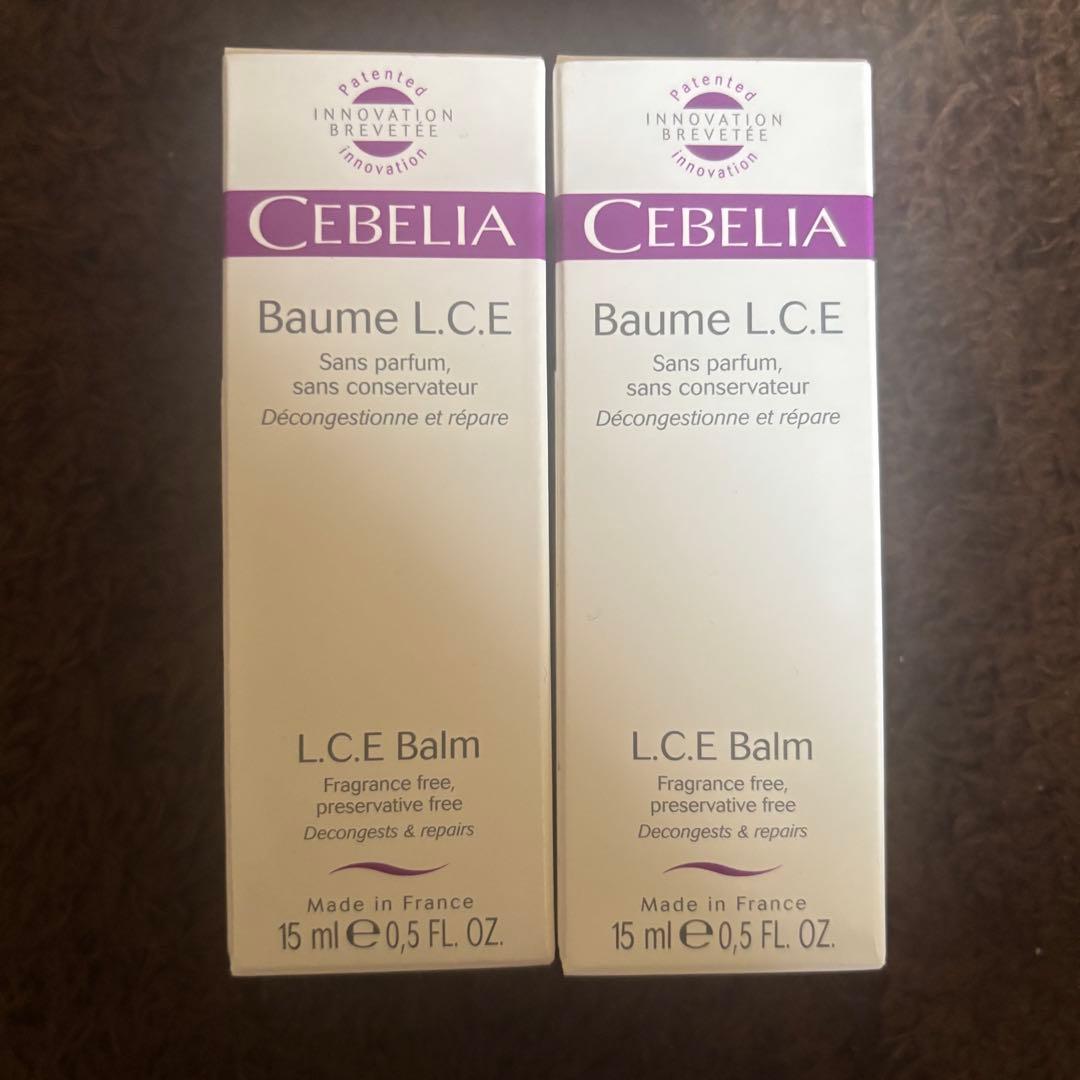 Patented
INNOVATION
BREVETÉE
innovation
CEBELIA
Baume L.C.E
Sans parfum,
sans conservateur
Décongestionne et répare
L.C.E Balm
Fragrance free,
preservative free
Decongests & repairs
Made in France
15 ml ℮ 0,5 FL. OZ.
Patented
INNOVATION
BREVETÉE
innovation
CEBELIA
Baume L.C.E
Sans parfum,
sans conservateur
Décongestionne et répare
L.C.E Balm
Fragrance free,
preservative free
Decongests & repairs
Made in France
15 ml ℮ 0,5 FL. OZ.